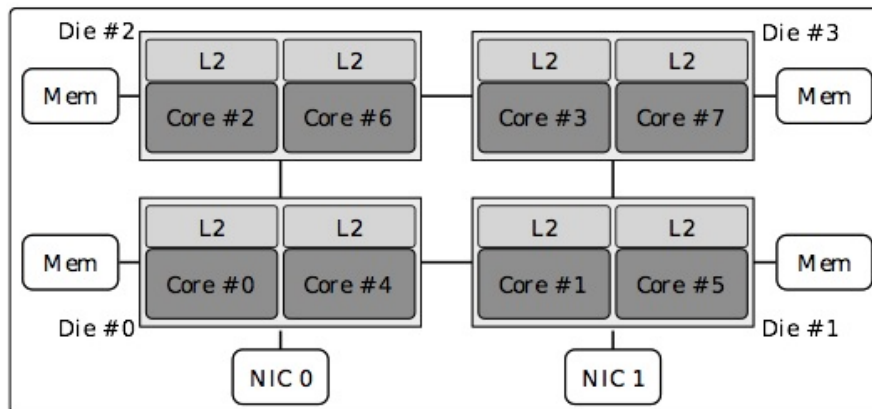 Die #2
Die #3
L2
L2
L2
L2
Mem
Core #2
Core #6
Core #3
Core #7
Mem
L2
L2
L2
L2
Mem
Core #0
Core #4
Core #1
Core #5
Mem
Die #0
Die #1
NIC 0
NIC 1